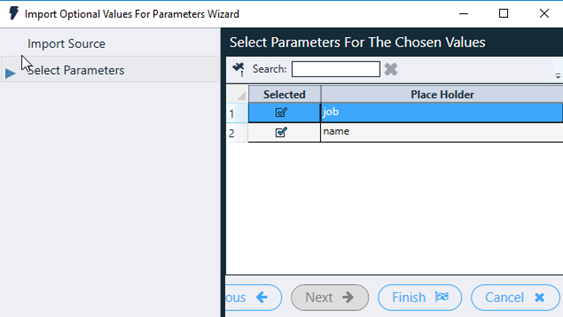 Import Optional Values For Parameters Wizard
Import Source
Select Parameters
Select Parameters For The Chosen Values
Search:
Selected Place Holder
1 job
2 name
ous Next Finish Cancel